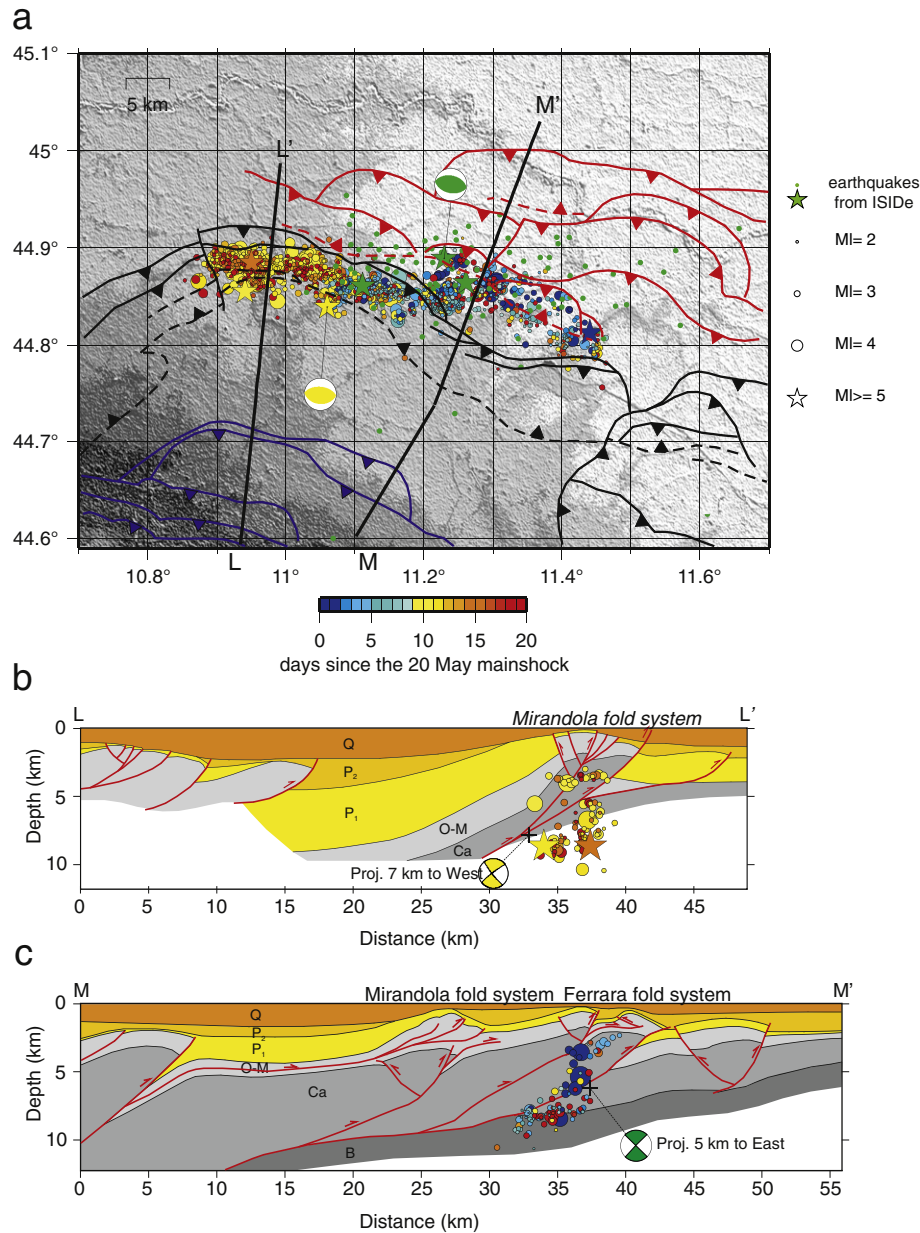 a
45.1°
45°
44.9°
44.8°
44.7°
44.6°
5 km
L'
M'
L
M
10.8°
11°
11.2°
11.4°
11.6°
earthquakes
from ISIDe
Ml= 2
Ml= 3
Ml= 4
Ml>= 5
0 5 10 15 20
days since the 20 May mainshock
b
L
Mirandola fold system
L'
0
5
10
Depth (km)
Q
P2
P1
O-M
Ca
Proj. 7 km to West
0 5 10 15 20 25 30 35 40 45
Distance (km)
c
M
Mirandola fold system Ferrara fold system
M'
0
5
10
Depth (km)
Q
P2
P1
O-M
Ca
B
Proj. 5 km to East
0 5 10 15 20 25 30 35 40 45 50 55
Distance (km)